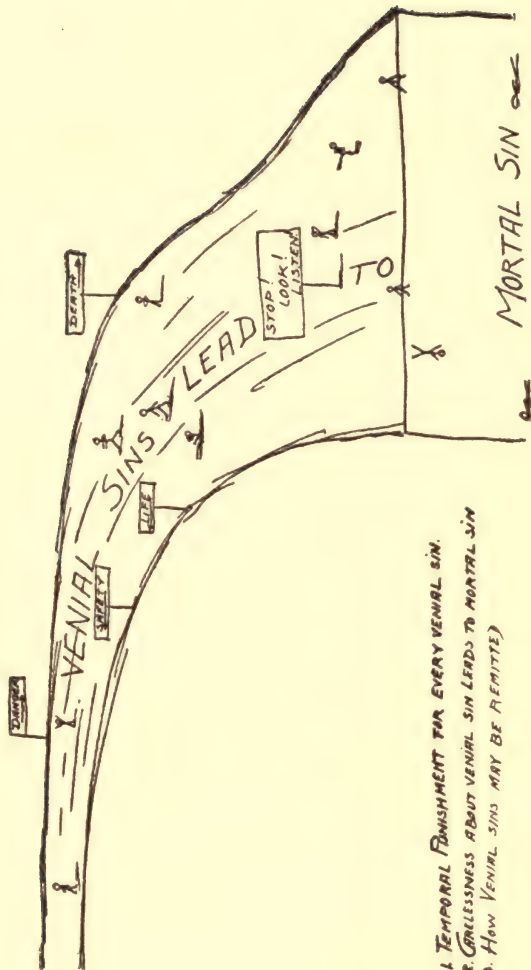 DANGER
DEATH
VENIAL SINS LEAD
SAFETY
LIFE
STOP!
LOOK!
LISTEN
TO
MORTAL SIN
1. TEMPORAL PUNISHMENT FOR EVERY VENIAL SIN.
2. CARELESSNESS ABOUT VENIAL SIN LEADS TO MORTAL SIN
3. HOW VENIAL SINS MAY BE REMITTE)